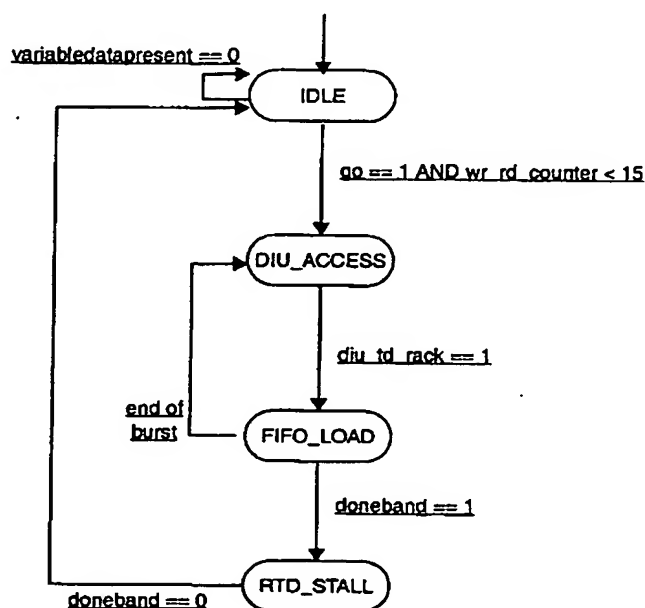 variabledatapresent == 0
IDLE
go == 1 AND wr_rd_counter < 15
DIU_ACCESS
diu_td_rack == 1
end of
burst
FIFO_LOAD
doneband == 1
RTD_STALL
doneband == 0